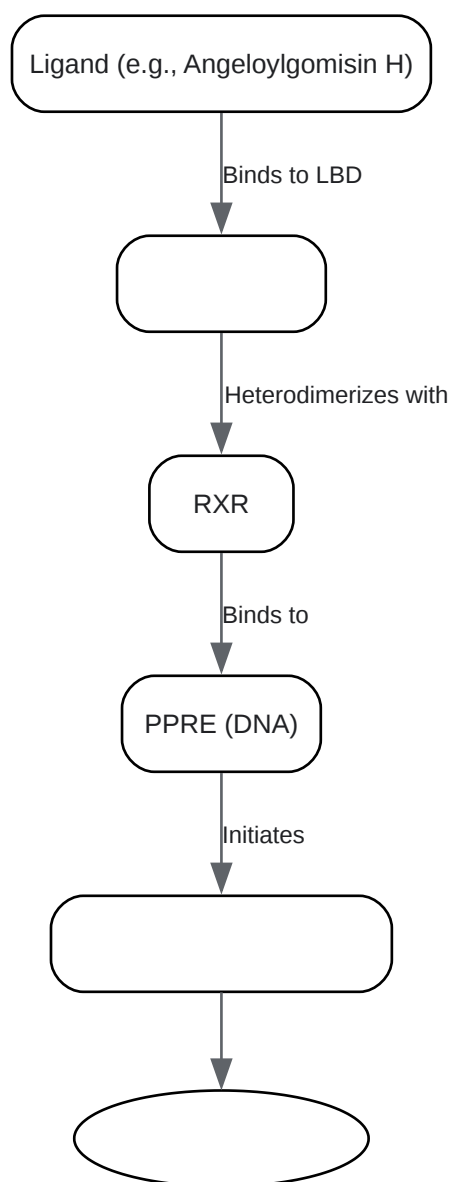 Ligand (e.g., Angeloylgomisin H)
Binds to LBD
Heterodimerizes with
RXR
Binds to
PPRE (DNA)
Initiates